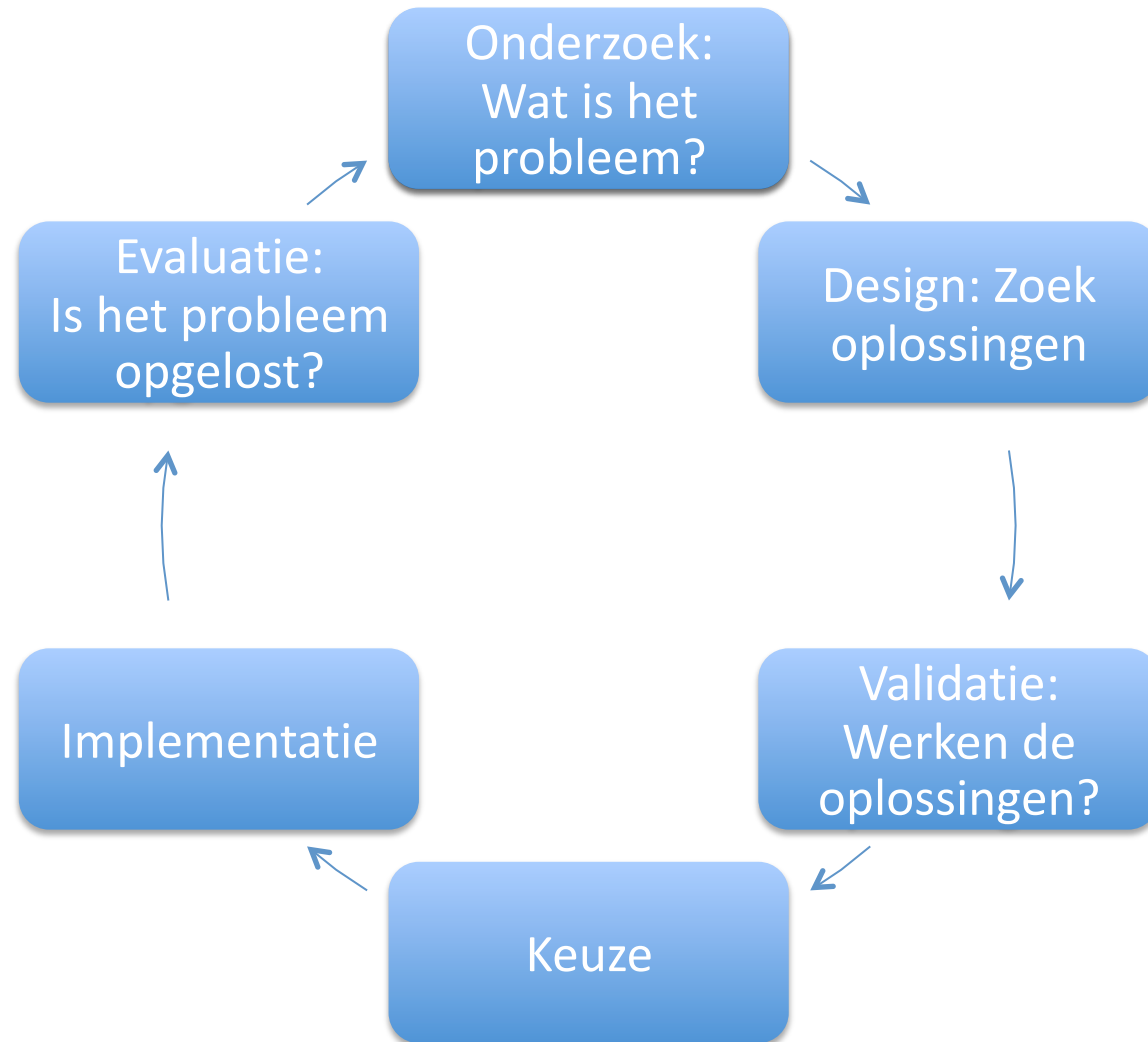 Onderzoek:
Wat is het
probleem?
Design: Zoek
oplossingen
Validatie:
Werken de
oplossingen?
Keuze
Implementatie
Evaluatie:
Is het probleem
opgelost?